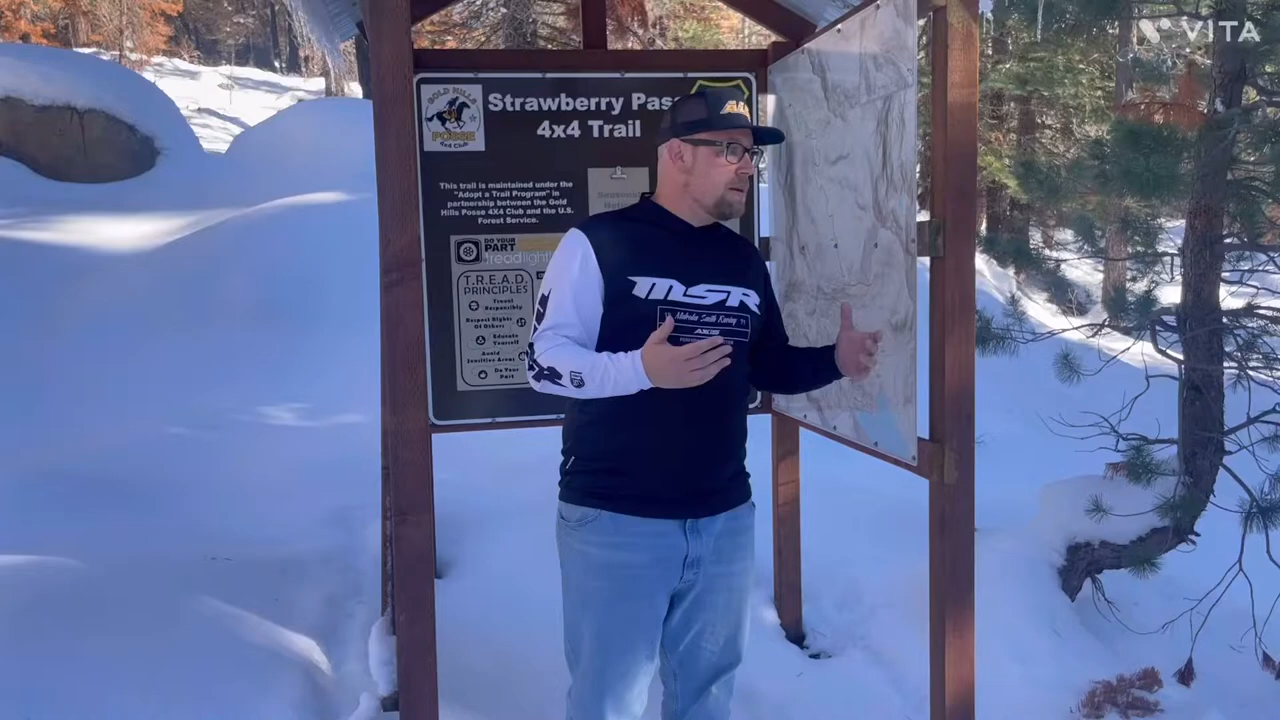 VITA
GOLD HILLS
POSSE
4x4 Club
Strawberry Pass
4x4 Trail
This trail is maintained under the
"Adopt a Trail Program" in
partnership between the Gold
Hills Posse 4X4 Club and the U.S.
Forest Service.
DO YOUR
PART
treadlight
T.R.E.A.D.
PRINCIPLES
Travel
Responsibly
Respect Rights
Of Others
Educate
Yourself
Avoid
Sensitive Areas
Do Your
Part
MSR
Malcolm Smith Racing
AXIS